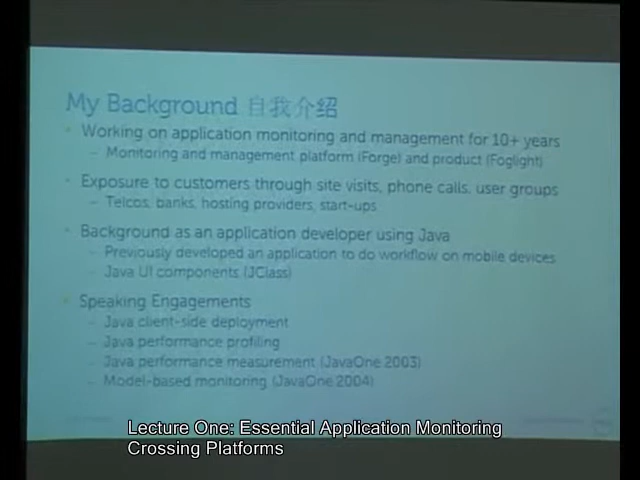 My Background 自我介绍
Working on application monitoring and management for 10+ years
– Monitoring and management platform (Forge) and product (Foglight)
Exposure to customers through site visits, phone calls, user groups
– Telcos, banks, hosting providers, start-ups
Background as an application developer using Java
– Previously developed an application to do workflow on mobile devices
– Java UI components (JClass)
Speaking Engagements
– Java client-side deployment
– Java performance profiling
– Java performance measurement (JavaOne 2003)
– Model-based monitoring (JavaOne 2004)
Lecture One: Essential Application Monitoring
Crossing Platforms